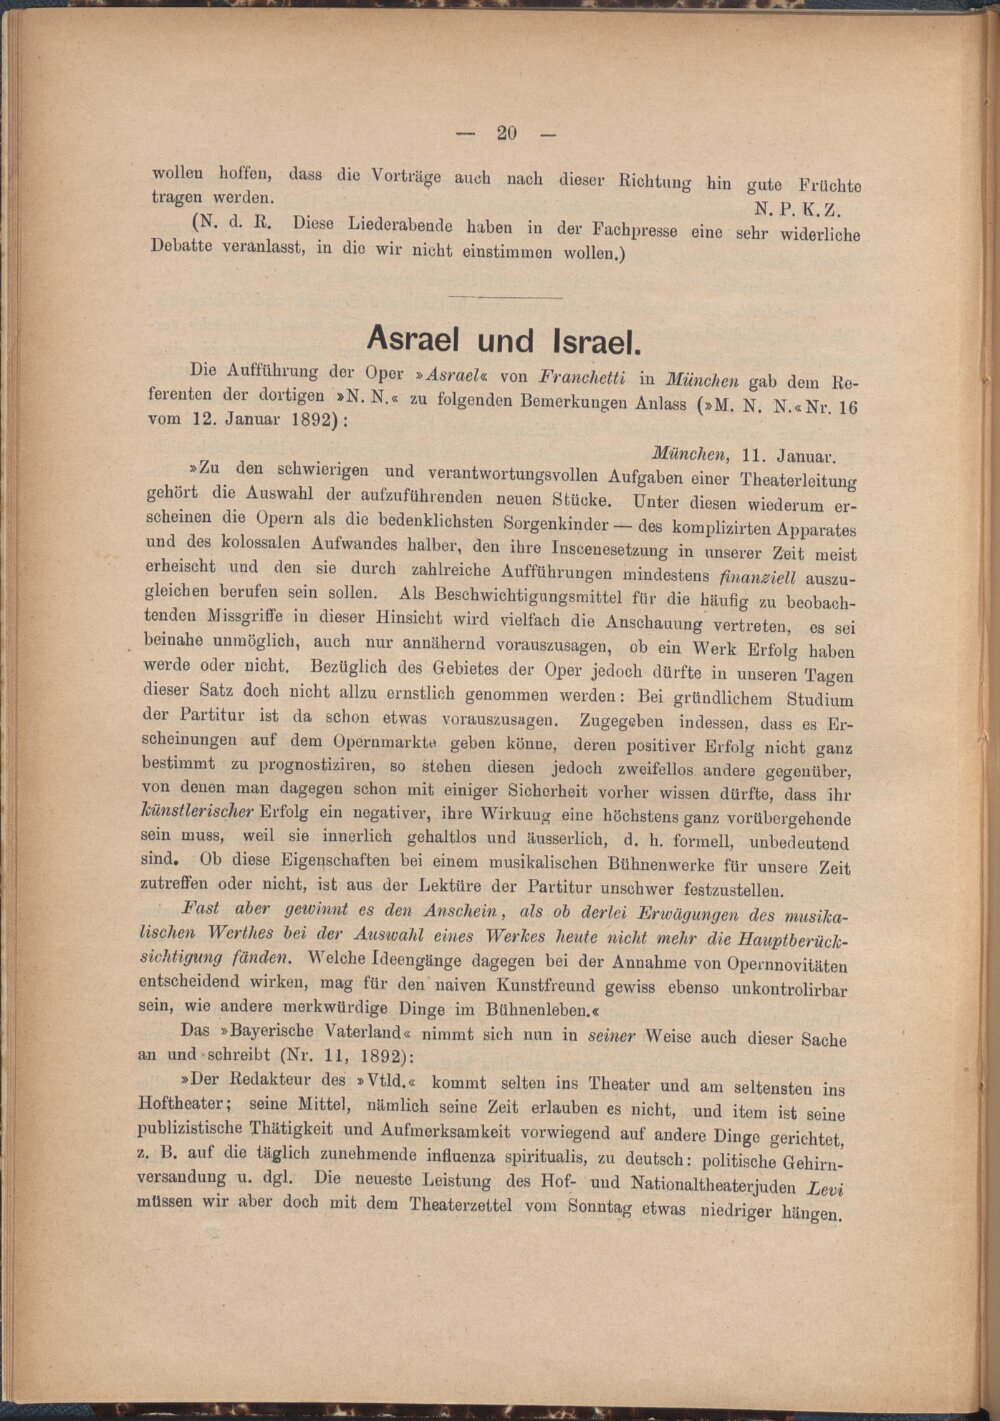 — 20 —
wollen hoffen, dass die Vorträge auch nach dieser Richtung hin gute Früchte
tragen werden.
N. P. K. Z.
(N. d. R. Diese Liederabende haben in der Fachpresse eine sehr widerliche
Debatte veranlasst, in die wir nicht einstimmen wollen.)
Asrael und Israel.
Die Aufführung der Oper »Asrael« von Franchetti in München gab dem Re-
ferenten der dortigen »N. N.« zu folgenden Bemerkungen Anlass (»M. N. N.« Nr. 16
vom 12. Januar 1892):
München, 11. Januar.
»Zu den schwierigen und verantwortungsvollen Aufgaben einer Theaterleitung
gehört die Auswahl der aufzuführenden neuen Stücke. Unter diesen wiederum er-
scheinen die Opern als die bedenklichsten Sorgenkinder — des komplizirten Apparates
und des kolossalen Aufwandes halber, den ihre Inscenesetzung in unserer Zeit meist
erheischt und den sie durch zahlreiche Aufführungen mindestens finanziell auszu-
gleichen berufen sein sollen. Als Beschwichtigungsmittel für die häufig zu beobach-
tenden Missgriffe in dieser Hinsicht wird vielfach die Anschauung vertreten, es sei
beinahe unmöglich, auch nur annähernd vorauszusagen, ob ein Werk Erfolg haben
werde oder nicht. Bezüglich des Gebietes der Oper jedoch dürfte in unseren Tagen
dieser Satz doch nicht allzu ernstlich genommen werden: Bei gründlichem Studium
der Partitur ist da schon etwas vorauszusagen. Zugegeben indessen, dass es Er-
scheinungen auf dem Opernmarkte geben könne, deren positiver Erfolg nicht ganz
bestimmt zu prognostiziren, so stehen diesen jedoch zweifellos andere gegenüber,
von denen man dagegen schon mit einiger Sicherheit vorher wissen dürfte, dass ihr
künstlerischer Erfolg ein negativer, ihre Wirkung eine höchstens ganz vorübergehende
sein muss, weil sie innerlich gehaltlos und äusserlich, d. h. formell, unbedeutend
sind. Ob diese Eigenschaften bei einem musikalischen Bühnenwerke für unsere Zeit
zutreffen oder nicht, ist aus der Lektüre der Partitur unschwer festzustellen.
Fast aber gewinnt es den Anschein, als ob derlei Erwägungen des musika-
lischen Werthes bei der Auswahl eines Werkes heute nicht mehr die Hauptberück-
sichtigung fänden. Welche Ideengänge dagegen bei der Annahme von Opernnovitäten
entscheidend wirken, mag für den naiven Kunstfreund gewiss ebenso unkontrolirbar
sein, wie andere merkwürdige Dinge im Bühnenleben.«
Das »Bayerische Vaterland« nimmt sich nun in seiner Weise auch dieser Sache
an und schreibt (Nr. 11, 1892):
»Der Redakteur des »Vtld.« kommt selten ins Theater und am seltensten ins
Hoftheater; seine Mittel, nämlich seine Zeit erlauben es nicht, und item ist seine
publizistische Thätigkeit und Aufmerksamkeit vorwiegend auf andere Dinge gerichtet,
z. B. auf die täglich zunehmende influenza spiritualis, zu deutsch: politische Gehirn-
versandung u. dgl. Die neueste Leistung des Hof- und Nationaltheaterjuden Levi
müssen wir aber doch mit dem Theaterzettel vom Sonntag etwas niedriger hängen.